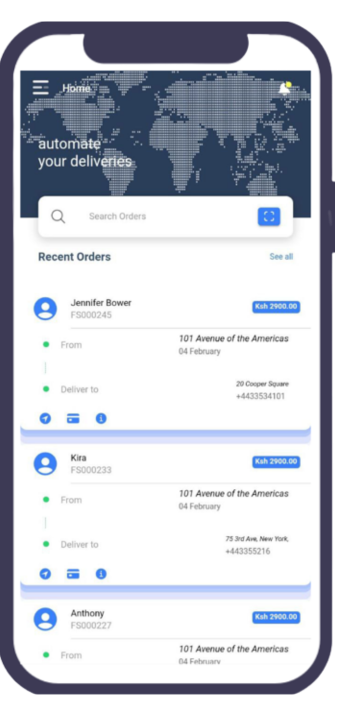 Home
automate
your deliveries
Search Orders
Recent Orders
See all
Jennifer Bower
FS000245
Ksh 2900.00
From
101 Avenue of the Americas
04 February
Deliver to
20 Cooper Square
+4433534101
Kira
FS000233
Ksh 2900.00
From
101 Avenue of the Americas
04 February
Deliver to
75 3rd Ave, New York,
+443355216
Anthony
FS000227
Ksh 2900.00
From
101 Avenue of the Americas
04 February